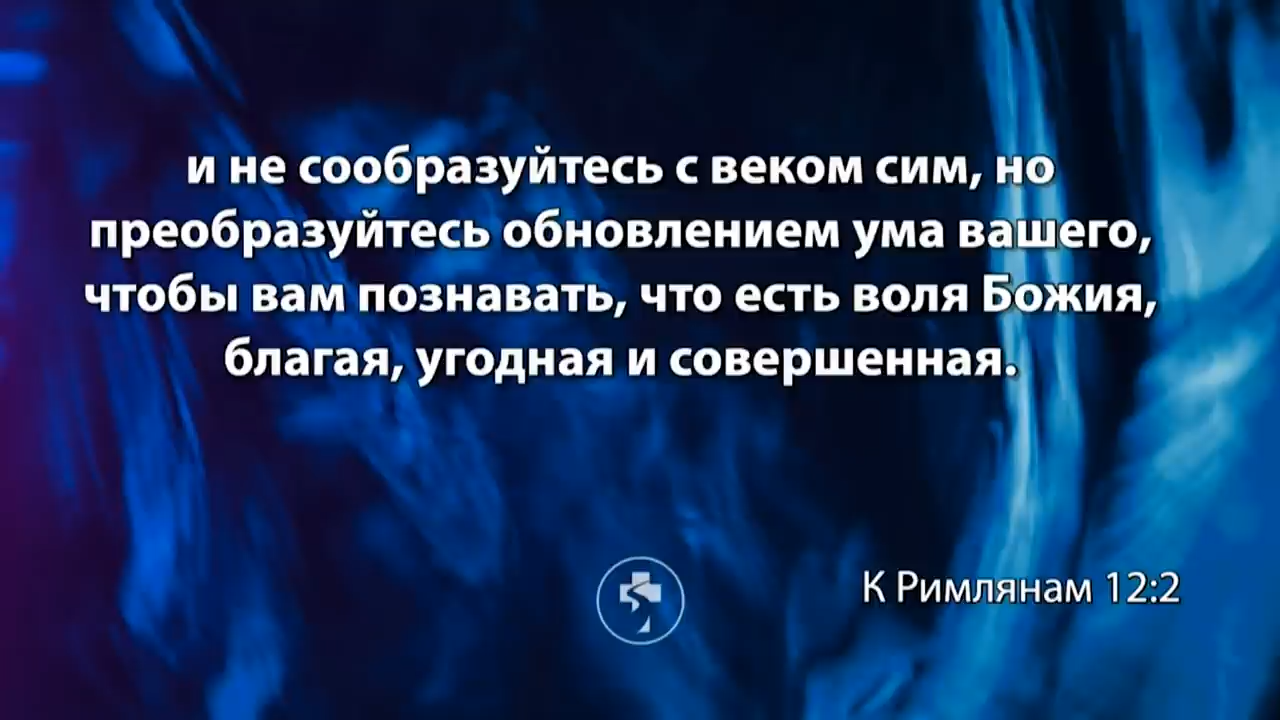 и не сообразуйтесь с веком сим, но
преобразуйтесь обновлением ума вашего,
чтобы вам познавать, что есть воля Божия,
благая, угодная и совершенная.
К Римлянам 12:2